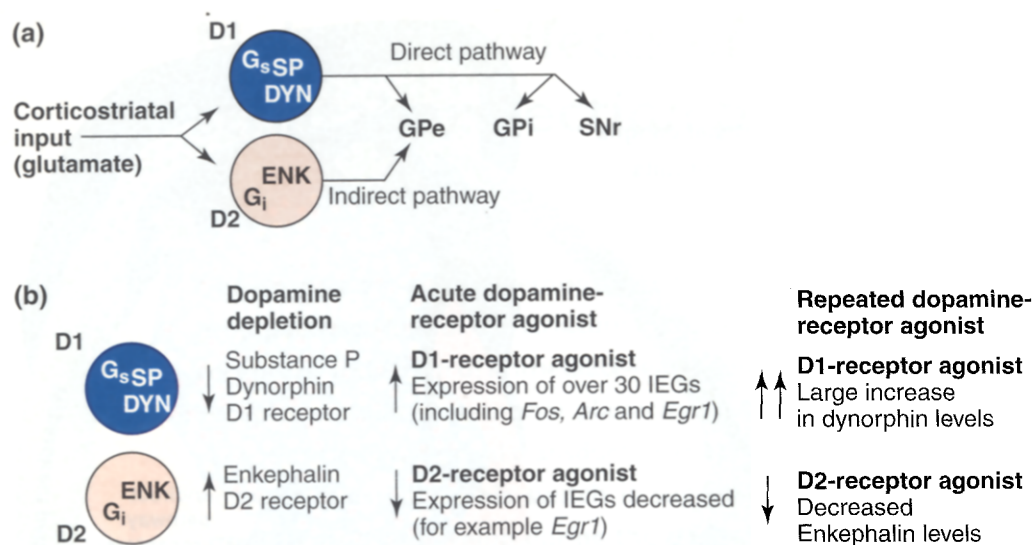 (a)
D1
GsSP
DYN
Direct pathway
Corticostriatal
input
(glutamate)
GPe
GPi
SNr
ENK
Gi
D2
Indirect pathway
(b)
Dopamine
depletion
Acute dopamine-
receptor agonist
Repeated dopamine-
receptor agonist
D1
GsSP
DYN
Substance P
Dynorphin
D1 receptor
D1-receptor agonist
Expression of over 30 IEGs
(including Fos, Arc and Egr1)
D1-receptor agonist
Large increase
in dynorphin levels
ENK
Gi
D2
Enkephalin
D2 receptor
D2-receptor agonist
Expression of IEGs decreased
(for example Egr1)
D2-receptor agonist
Decreased
Enkephalin levels